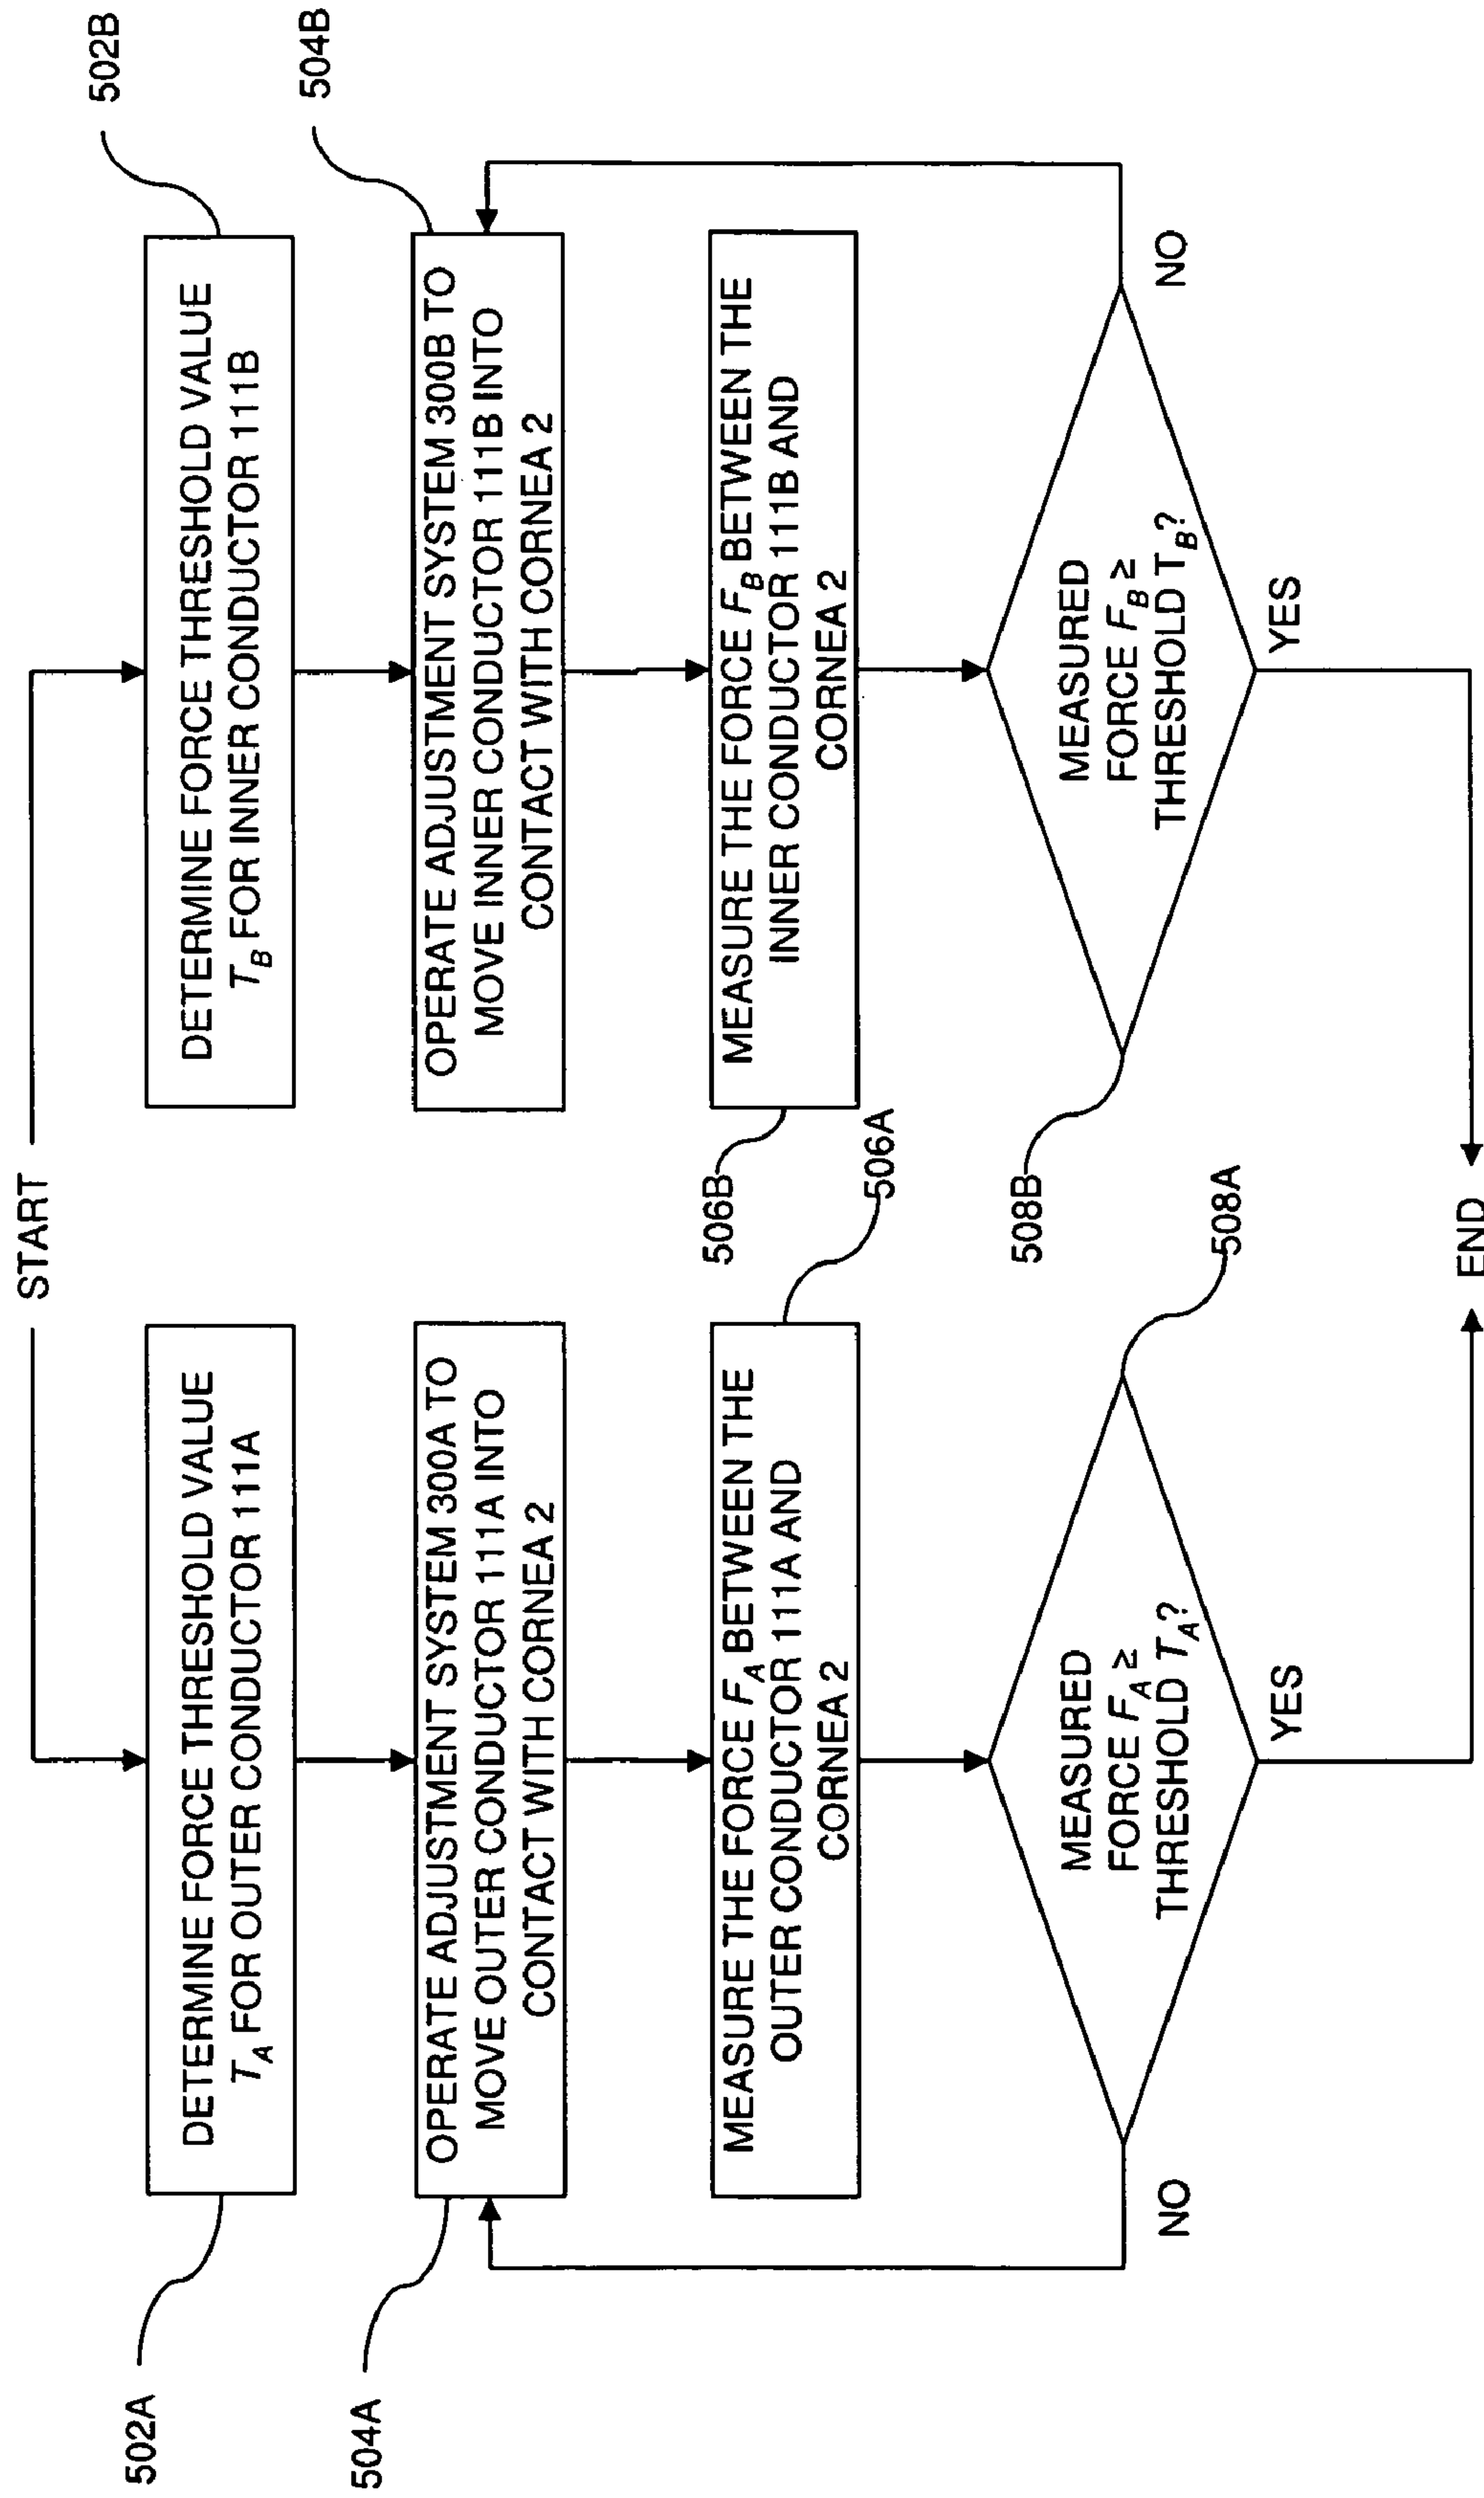 START
502A
DETERMINE FORCE THRESHOLD VALUE
T_A FOR OUTER CONDUCTOR 111A
504A
OPERATE ADJUSTMENT SYSTEM 300A TO
MOVE OUTER CONDUCTOR 111A INTO
CONTACT WITH CORNEA 2
MEASURE THE FORCE F_A BETWEEN THE
OUTER CONDUCTOR 111A AND
CORNEA 2
506A
MEASURED
FORCE F_A ≥
THRESHOLD T_A?
508A
NO
YES
502B
DETERMINE FORCE THRESHOLD VALUE
T_B FOR INNER CONDUCTOR 111B
504B
OPERATE ADJUSTMENT SYSTEM 300B TO
MOVE INNER CONDUCTOR 111B INTO
CONTACT WITH CORNEA 2
506B
MEASURE THE FORCE F_B BETWEEN THE
INNER CONDUCTOR 111B AND
CORNEA 2
508B
MEASURED
FORCE F_B ≥
THRESHOLD T_B?
NO
YES
END